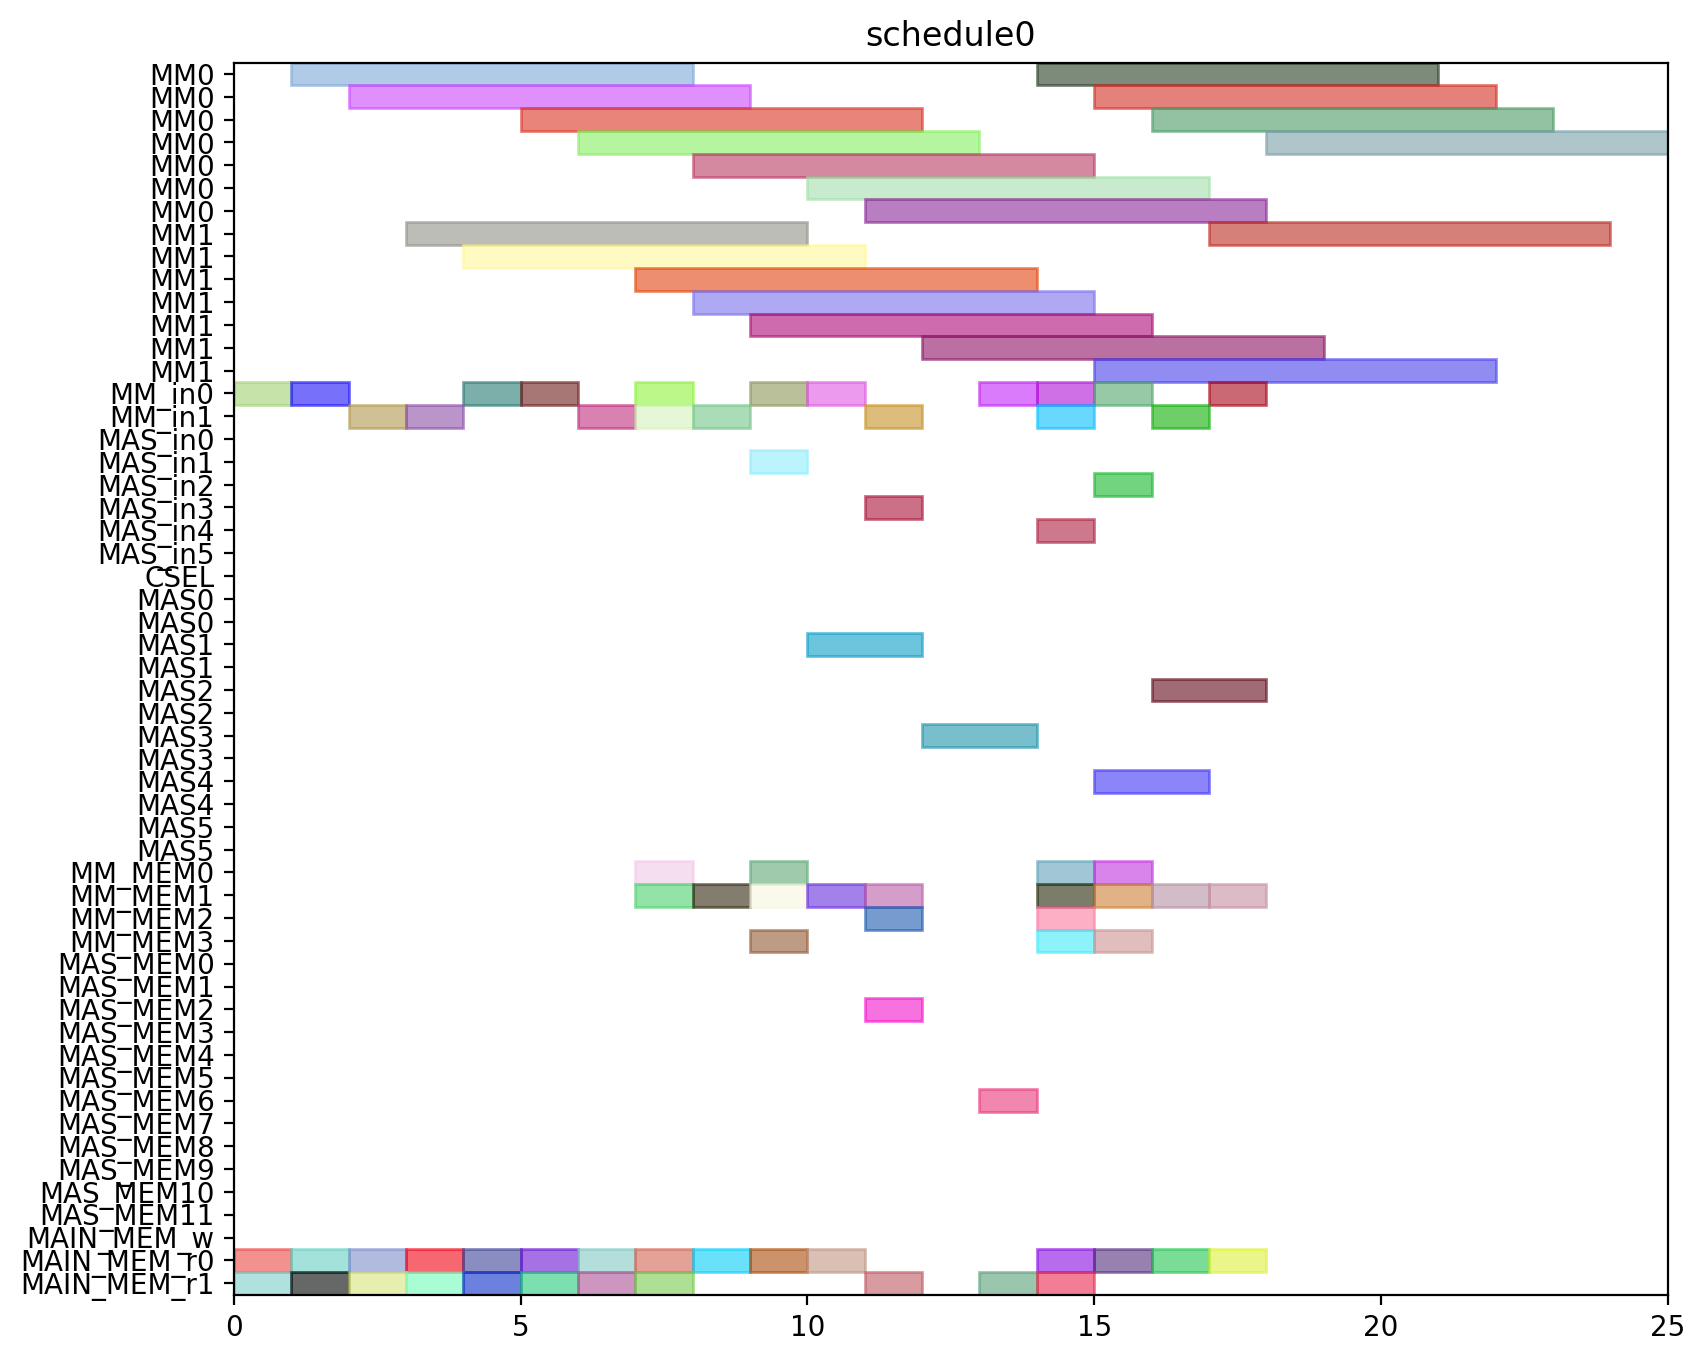 schedule0
MM0
MM0
MM0
MM0
MM0
MM0
MM0
MM1
MM1
MM1
MM1
MM1
MM1
MM1
MM_in0
MM_in1
MAS_in0
MAS_in1
MAS_in2
MAS_in3
MAS_in4
MAS_in5
CSEL
MAS0
MAS0
MAS1
MAS1
MAS2
MAS2
MAS3
MAS3
MAS4
MAS4
MAS5
MAS5
MM_MEM0
MM_MEM1
MM_MEM2
MM_MEM3
MAS_MEM0
MAS_MEM1
MAS_MEM2
MAS_MEM3
MAS_MEM4
MAS_MEM5
MAS_MEM6
MAS_MEM7
MAS_MEM8
MAS_MEM9
MAS_MEM10
MAS_MEM11
MAIN_MEM_w
MAIN_MEM_r0
MAIN_MEM_r1
0 5 10 15 20 25